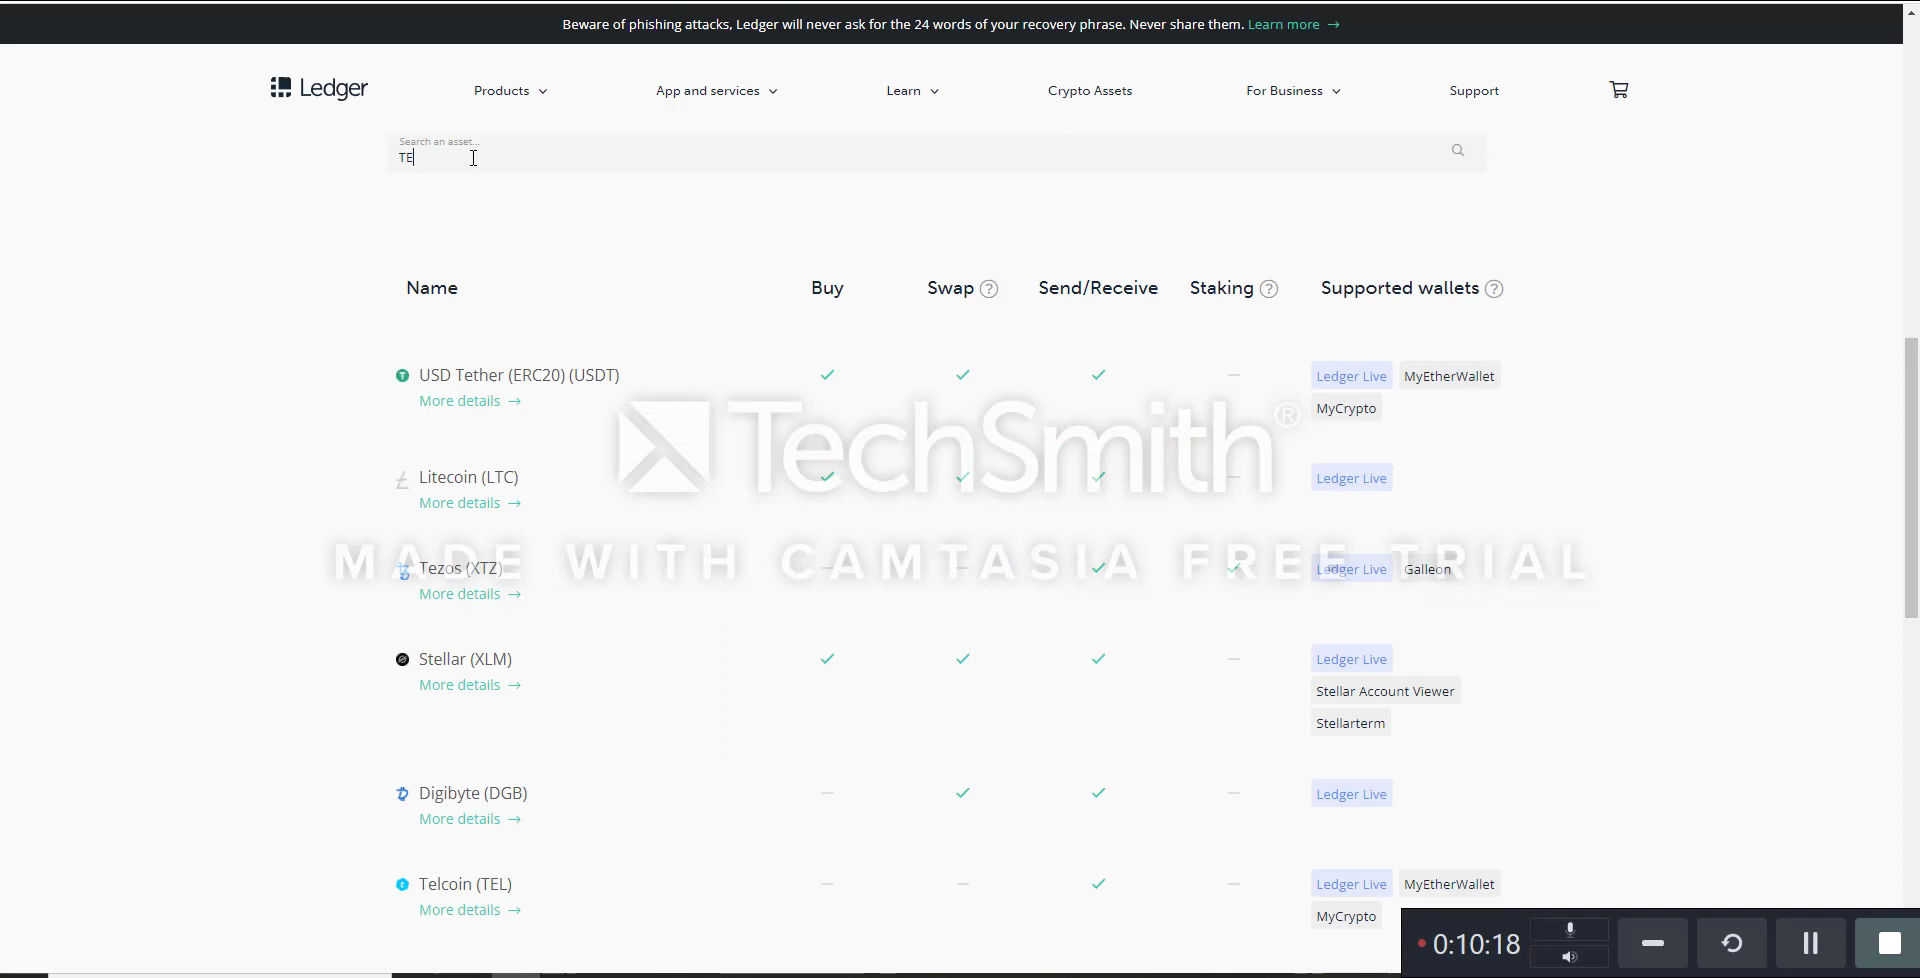 Beware of phishing attacks, Ledger will never ask for the 24 words of your recovery phrase. Never share them. Learn more →
Ledger Products App and services Learn Crypto Assets For Business Support
Search an asset...
TE
Name Buy Swap ? Send/Receive Staking ? Supported wallets ?
USD Tether (ERC20) (USDT) Ledger Live MyEtherWallet
More details → MyCrypto
TechSmith®
Litecoin (LTC) Ledger Live
More details →
MADE WITH CAMTASIA FREE TRIAL
Tezos (XTZ) Ledger Live Galleon
More details →
Stellar (XLM) Ledger Live
More details → Stellar Account Viewer
Stellarterm
Digibyte (DGB) Ledger Live
More details →
Telcoin (TEL) Ledger Live MyEtherWallet
More details → MyCrypto
0:10:18